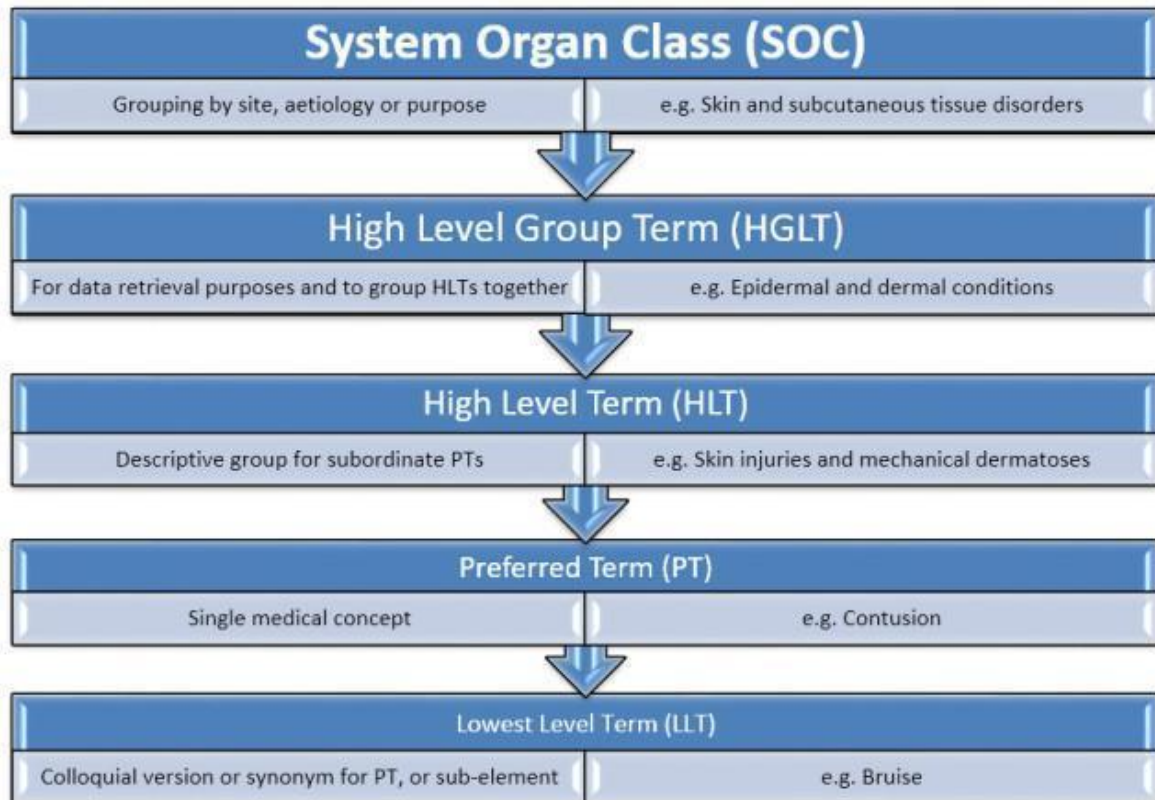 System Organ Class (SOC)
Grouping by site, aetiology or purpose
e.g. Skin and subcutaneous tissue disorders
High Level Group Term (HGLT)
For data retrieval purposes and to group HLTs together
e.g. Epidermal and dermal conditions
High Level Term (HLT)
Descriptive group for subordinate PTs
e.g. Skin injuries and mechanical dermatoses
Preferred Term (PT)
Single medical concept
e.g. Contusion
Lowest Level Term (LLT)
Colloquial version or synonym for PT, or sub-element
e.g. Bruise